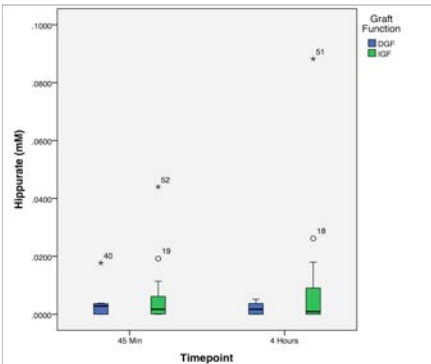 Graft
Function
DGF
IGF
.1000
.0800
.0600
.0400
.0200
.0000
Hippurate (mM)
51
52
40
19
18
45 Min
4 Hours
Timepoint